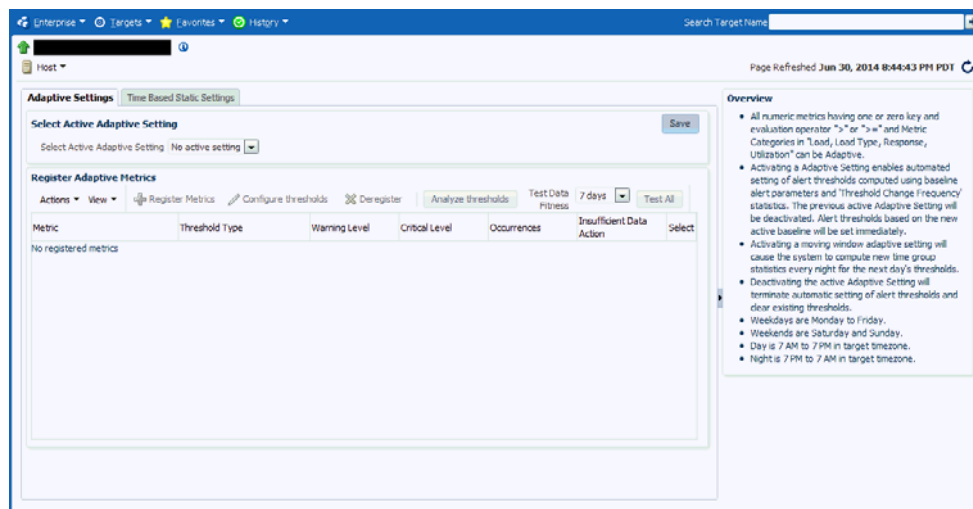 Enterprise Targets Favorites History Search Target Name
Host Page Refreshed Jun 30, 2014 8:44:43 PM PDT
Adaptive Settings Time Based Static Settings
Select Active Adaptive Setting Save
Select Active Adaptive Setting No active setting
Register Adaptive Metrics
Actions View Register Metrics Configure thresholds Deregister Analyze thresholds Test Data Fitness 7 days Test All
Metric Threshold Type Warning Level Critical Level Occurrences Insufficient Data Action Select
No registered metrics
Overview
All numeric metrics having one or zero key and
evaluation operator ">" or ">=" and Metric
Categories in "Load, Load Type, Response,
Utilization" can be Adaptive.
Activating a Adaptive Setting enables automated
setting of alert thresholds computed using baseline
alert parameters and 'Threshold Change Frequency'
statistics. The previous active Adaptive Setting will
be deactivated. Alert thresholds based on the new
active baseline will be set immediately.
Activating a moving window adaptive setting will
cause the system to compute new time group
statistics every night for the next day's thresholds.
Deactivating the active Adaptive Setting will
terminate automatic setting of alert thresholds and
clear existing thresholds.
Weekdays are Monday to Friday.
Weekends are Saturday and Sunday.
Day is 7 AM to 7 PM in target timezone.
Night is 7 PM to 7 AM in target timezone.